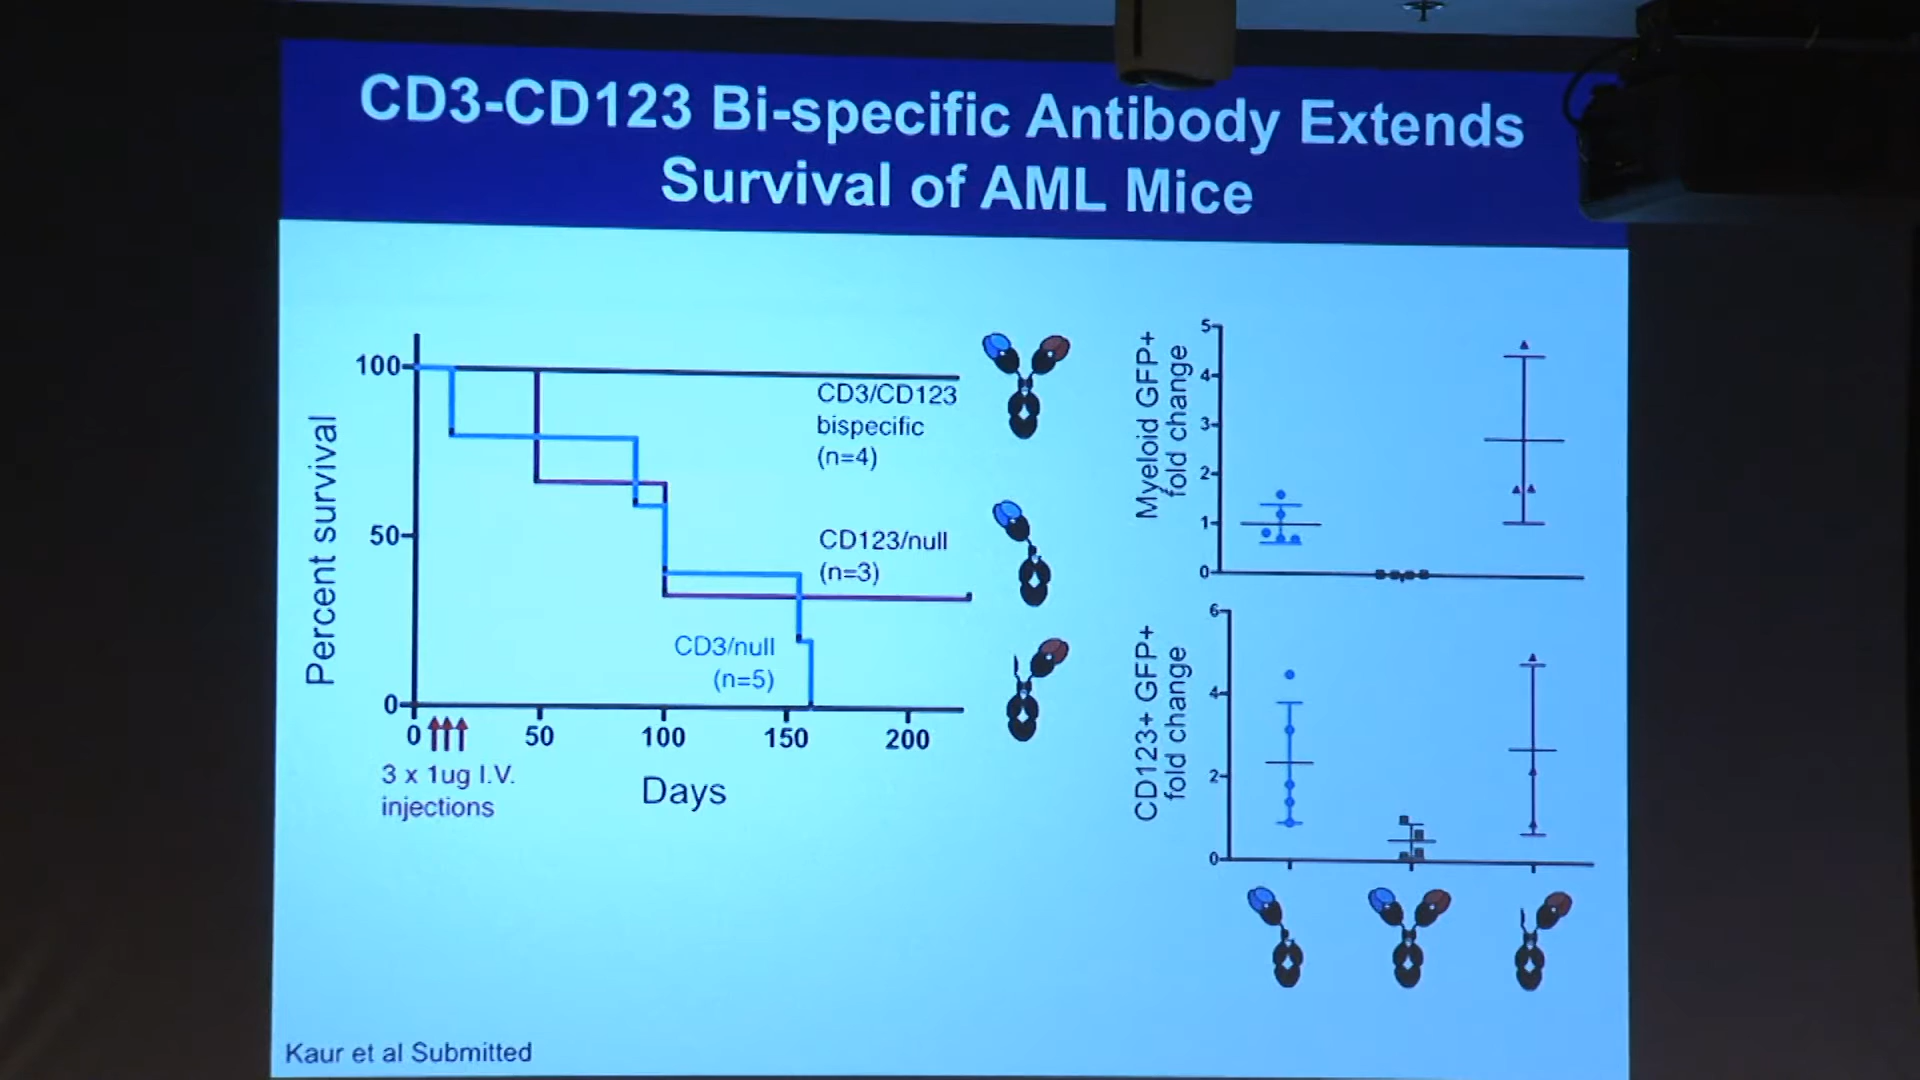 CD3-CD123 Bi-specific Antibody Extends
Survival of AML Mice
Percent survival
100
50
0
0
50
100
150
200
Days
3 x 1ug I.V.
injections
CD3/CD123
bispecific
(n=4)
CD123/null
(n=3)
CD3/null
(n=5)
Myeloid GFP+
fold change
5
4
3
2
1
0
CD123+ GFP+
fold change
6
4
2
0
Kaur et al Submitted